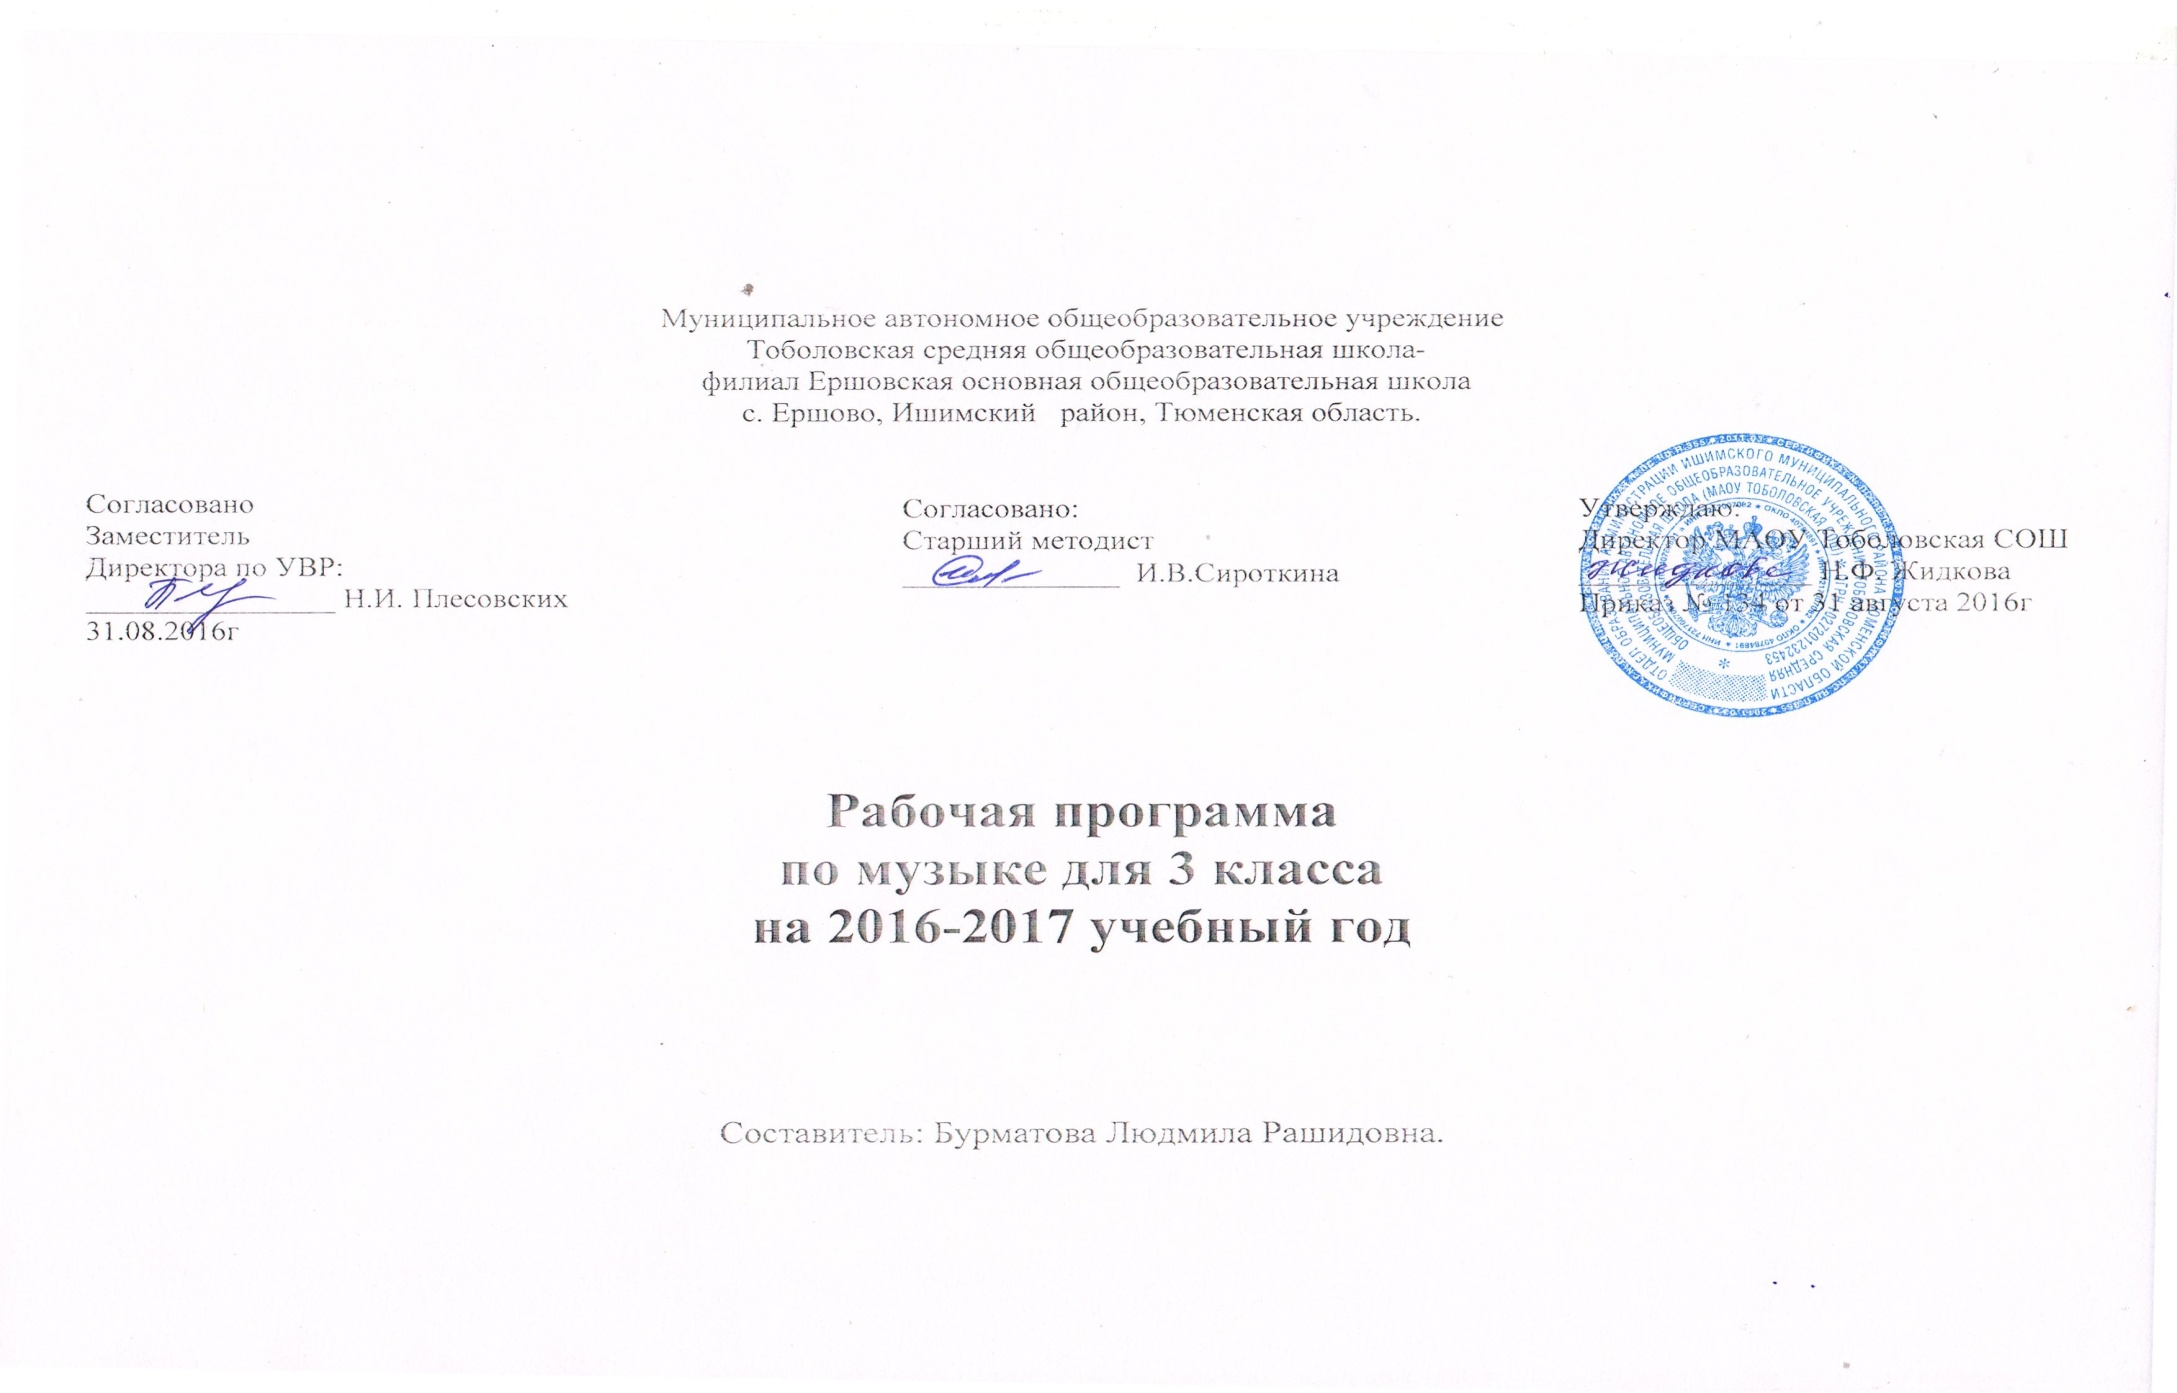 Муниципальное автономное общеобразовательное учреждение
Тоболовская средняя общеобразовательная школа-
филиал Ершовская основная общеобразовательная школа
с. Ершово, Ишимский район, Тюменская область.
Согласовано
Заместитель
Директора по УВР:
Н.И. Плесовских
31.08.2016г
Согласовано:
Старший методист
И.В.Сироткина
Утверждаю:
Директор МАОУ Тоболовская СОШ
Н.Ф. Жидкова
Приказ № 134 от 31 августа 2016г
Рабочая программа
по музыке для 3 класса
на 2016-2017 учебный год
Составитель: Бурматова Людмила Рашидовна.